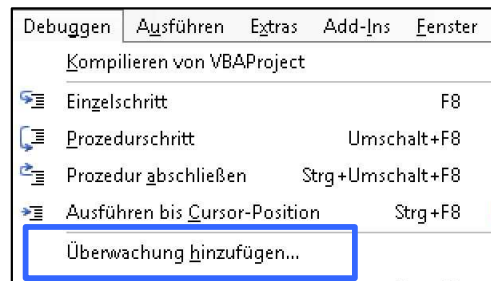 Debuggen Ausführen Extras Add-Ins Fenster
Kompilieren von VBAProject
Einzelschritt F8
Prozedurschritt Umschalt+F8
Prozedur abschließen Strg+Umschalt+F8
Ausführen bis Cursor-Position Strg+F8
Überwachung hinzufügen...